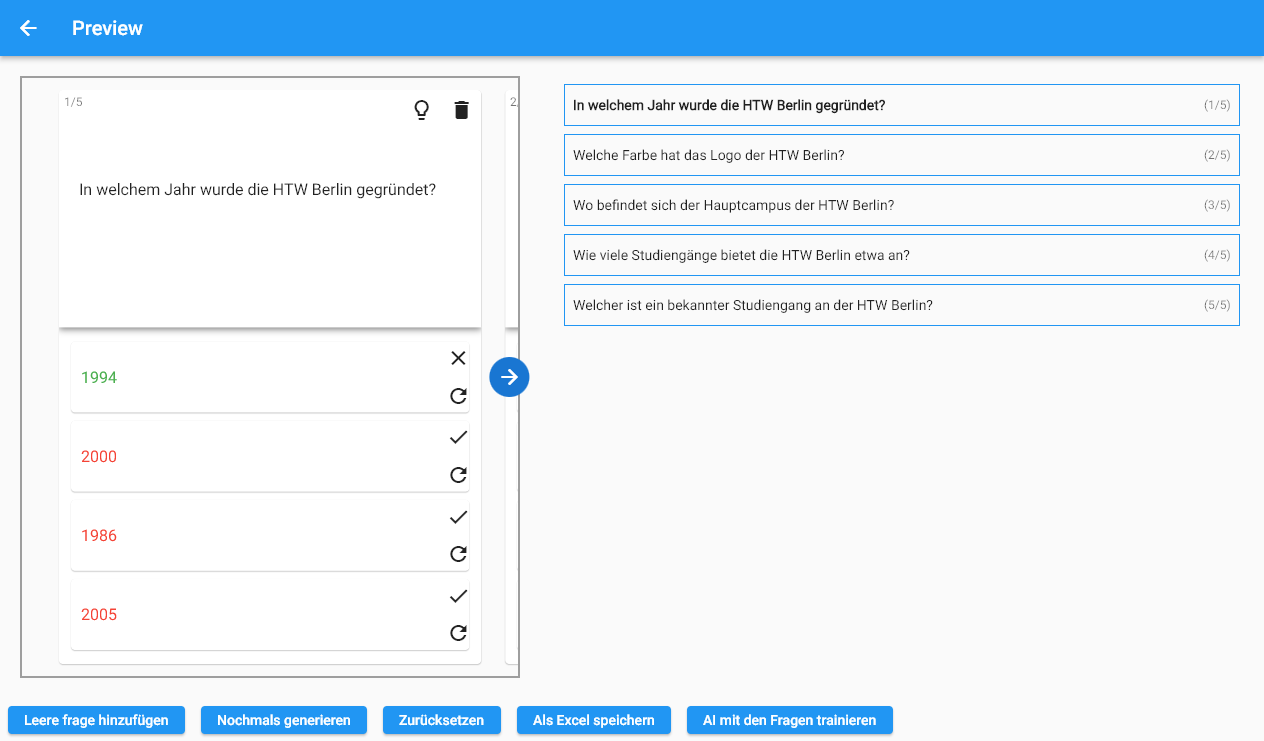 Preview
1/5
In welchem Jahr wurde die HTW Berlin gegründet?
1994
2000
1986
2005
2
In welchem Jahr wurde die HTW Berlin gegründet? (1/5)
Welche Farbe hat das Logo der HTW Berlin? (2/5)
Wo befindet sich der Hauptcampus der HTW Berlin? (3/5)
Wie viele Studiengänge bietet die HTW Berlin etwa an? (4/5)
Welcher ist ein bekannter Studiengang an der HTW Berlin? (5/5)
Leere frage hinzufügen Nochmals generieren Zurücksetzen Als Excel speichern AI mit den Fragen trainieren